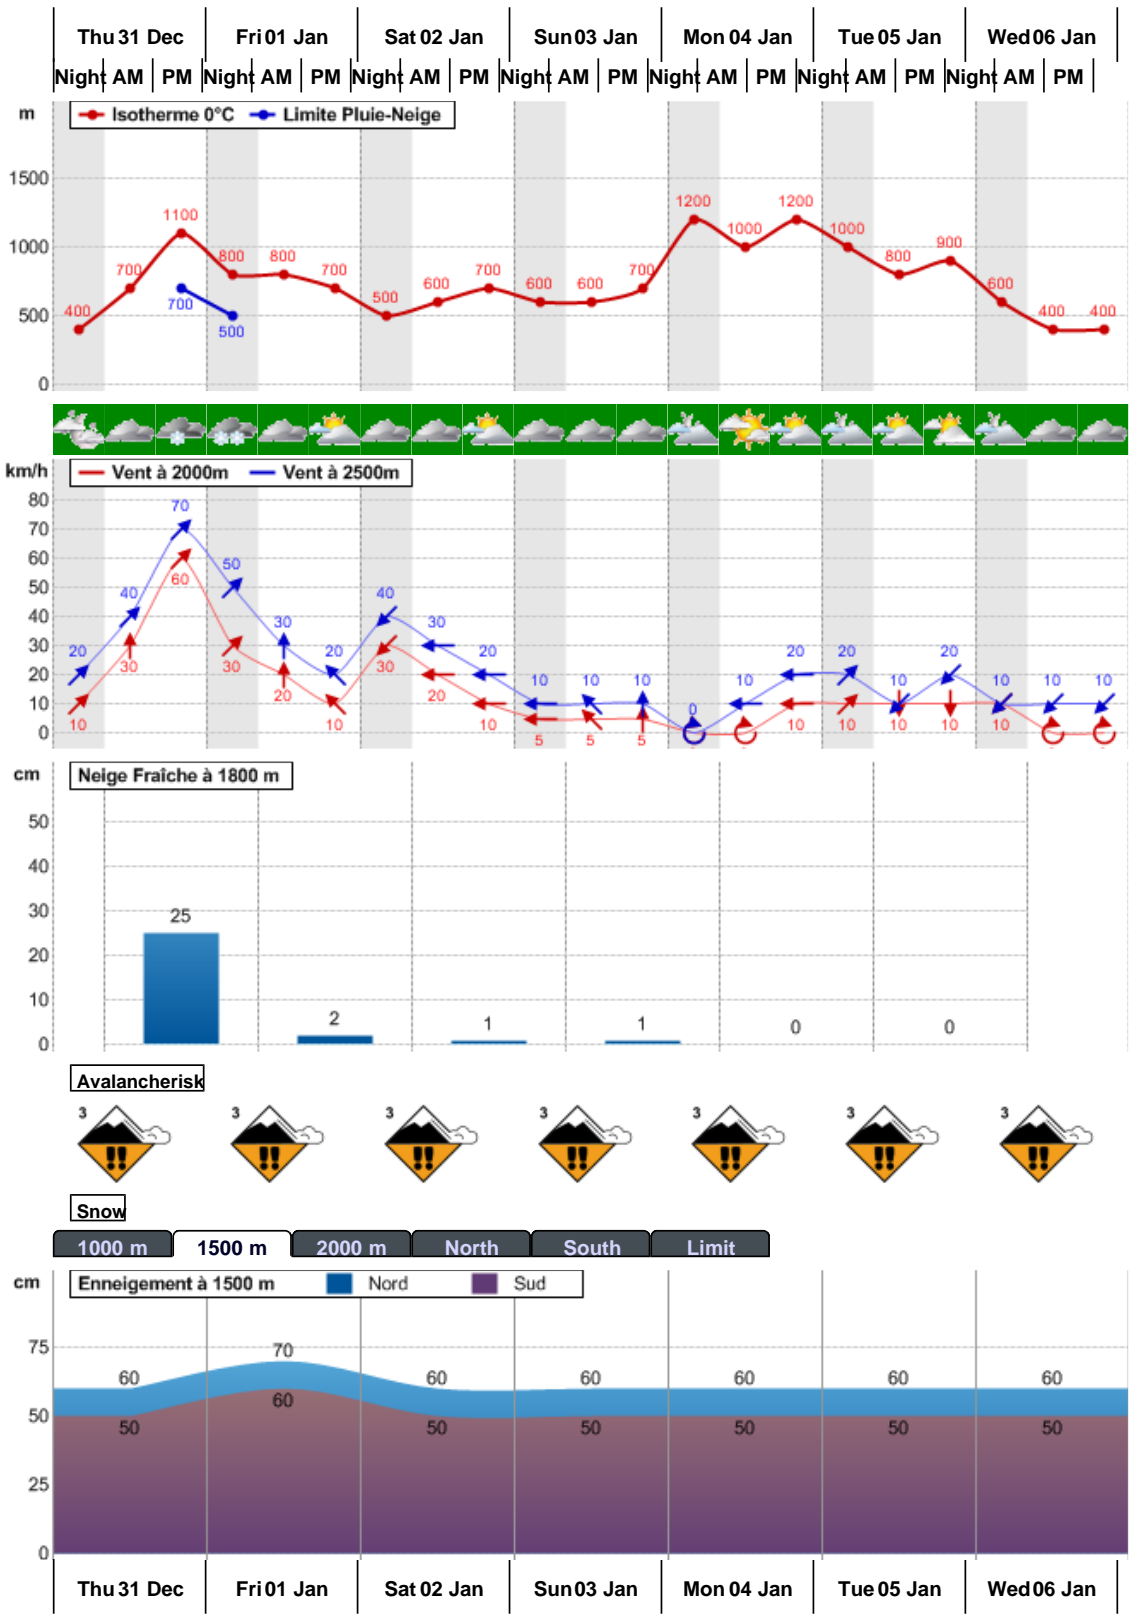 Thu 31 Dec Fri 01 Jan Sat 02 Jan Sun 03 Jan Mon 04 Jan Tue 05 Jan Wed 06 Jan
Night AM PM Night AM PM Night AM PM Night AM PM Night AM PM Night AM PM Night AM PM
m Isotherme 0°C Limite Pluie-Neige
1500
1200 1200
1100
1000 1000 1000
900
800 800 800
700 700 700 700
600 600 600 600
500 500
400 400 400
700
500
0
km/h Vent à 2000m Vent à 2500m
80
70
60
50
40
30
20
10
0
20 40 70 50 30 20 40 30 20 10 10 10 0 10 20 20 10 20 10 10 10
10 30 60 30 20 10 30 20 10 5 5 5 10 10 10 10 10
cm Neige Fraîche à 1800 m
50
40
30
25
20
10
2 1 1 0 0
0
Avalancherisk
3 3 3 3 3 3 3
Snow
1000 m 1500 m 2000 m North South Limit
cm Enneigement à 1500 m Nord Sud
75
60 70 60 60 60 60 60
50
50 60 50 50 50 50 50
25
0
Thu 31 Dec Fri 01 Jan Sat 02 Jan Sun 03 Jan Mon 04 Jan Tue 05 Jan Wed 06 Jan